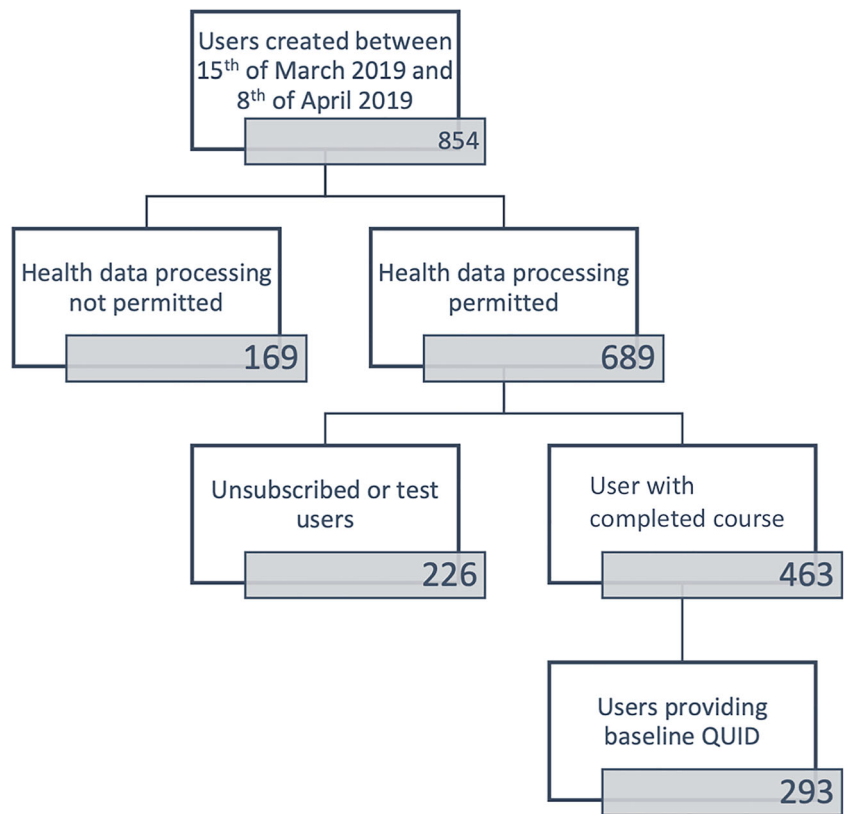 Users created between
15th of March 2019 and
8th of April 2019
854
Health data processing
not permitted
169
Health data processing
permitted
689
Unsubscribed or test
users
226
User with
completed course
463
Users providing
baseline QUID
293